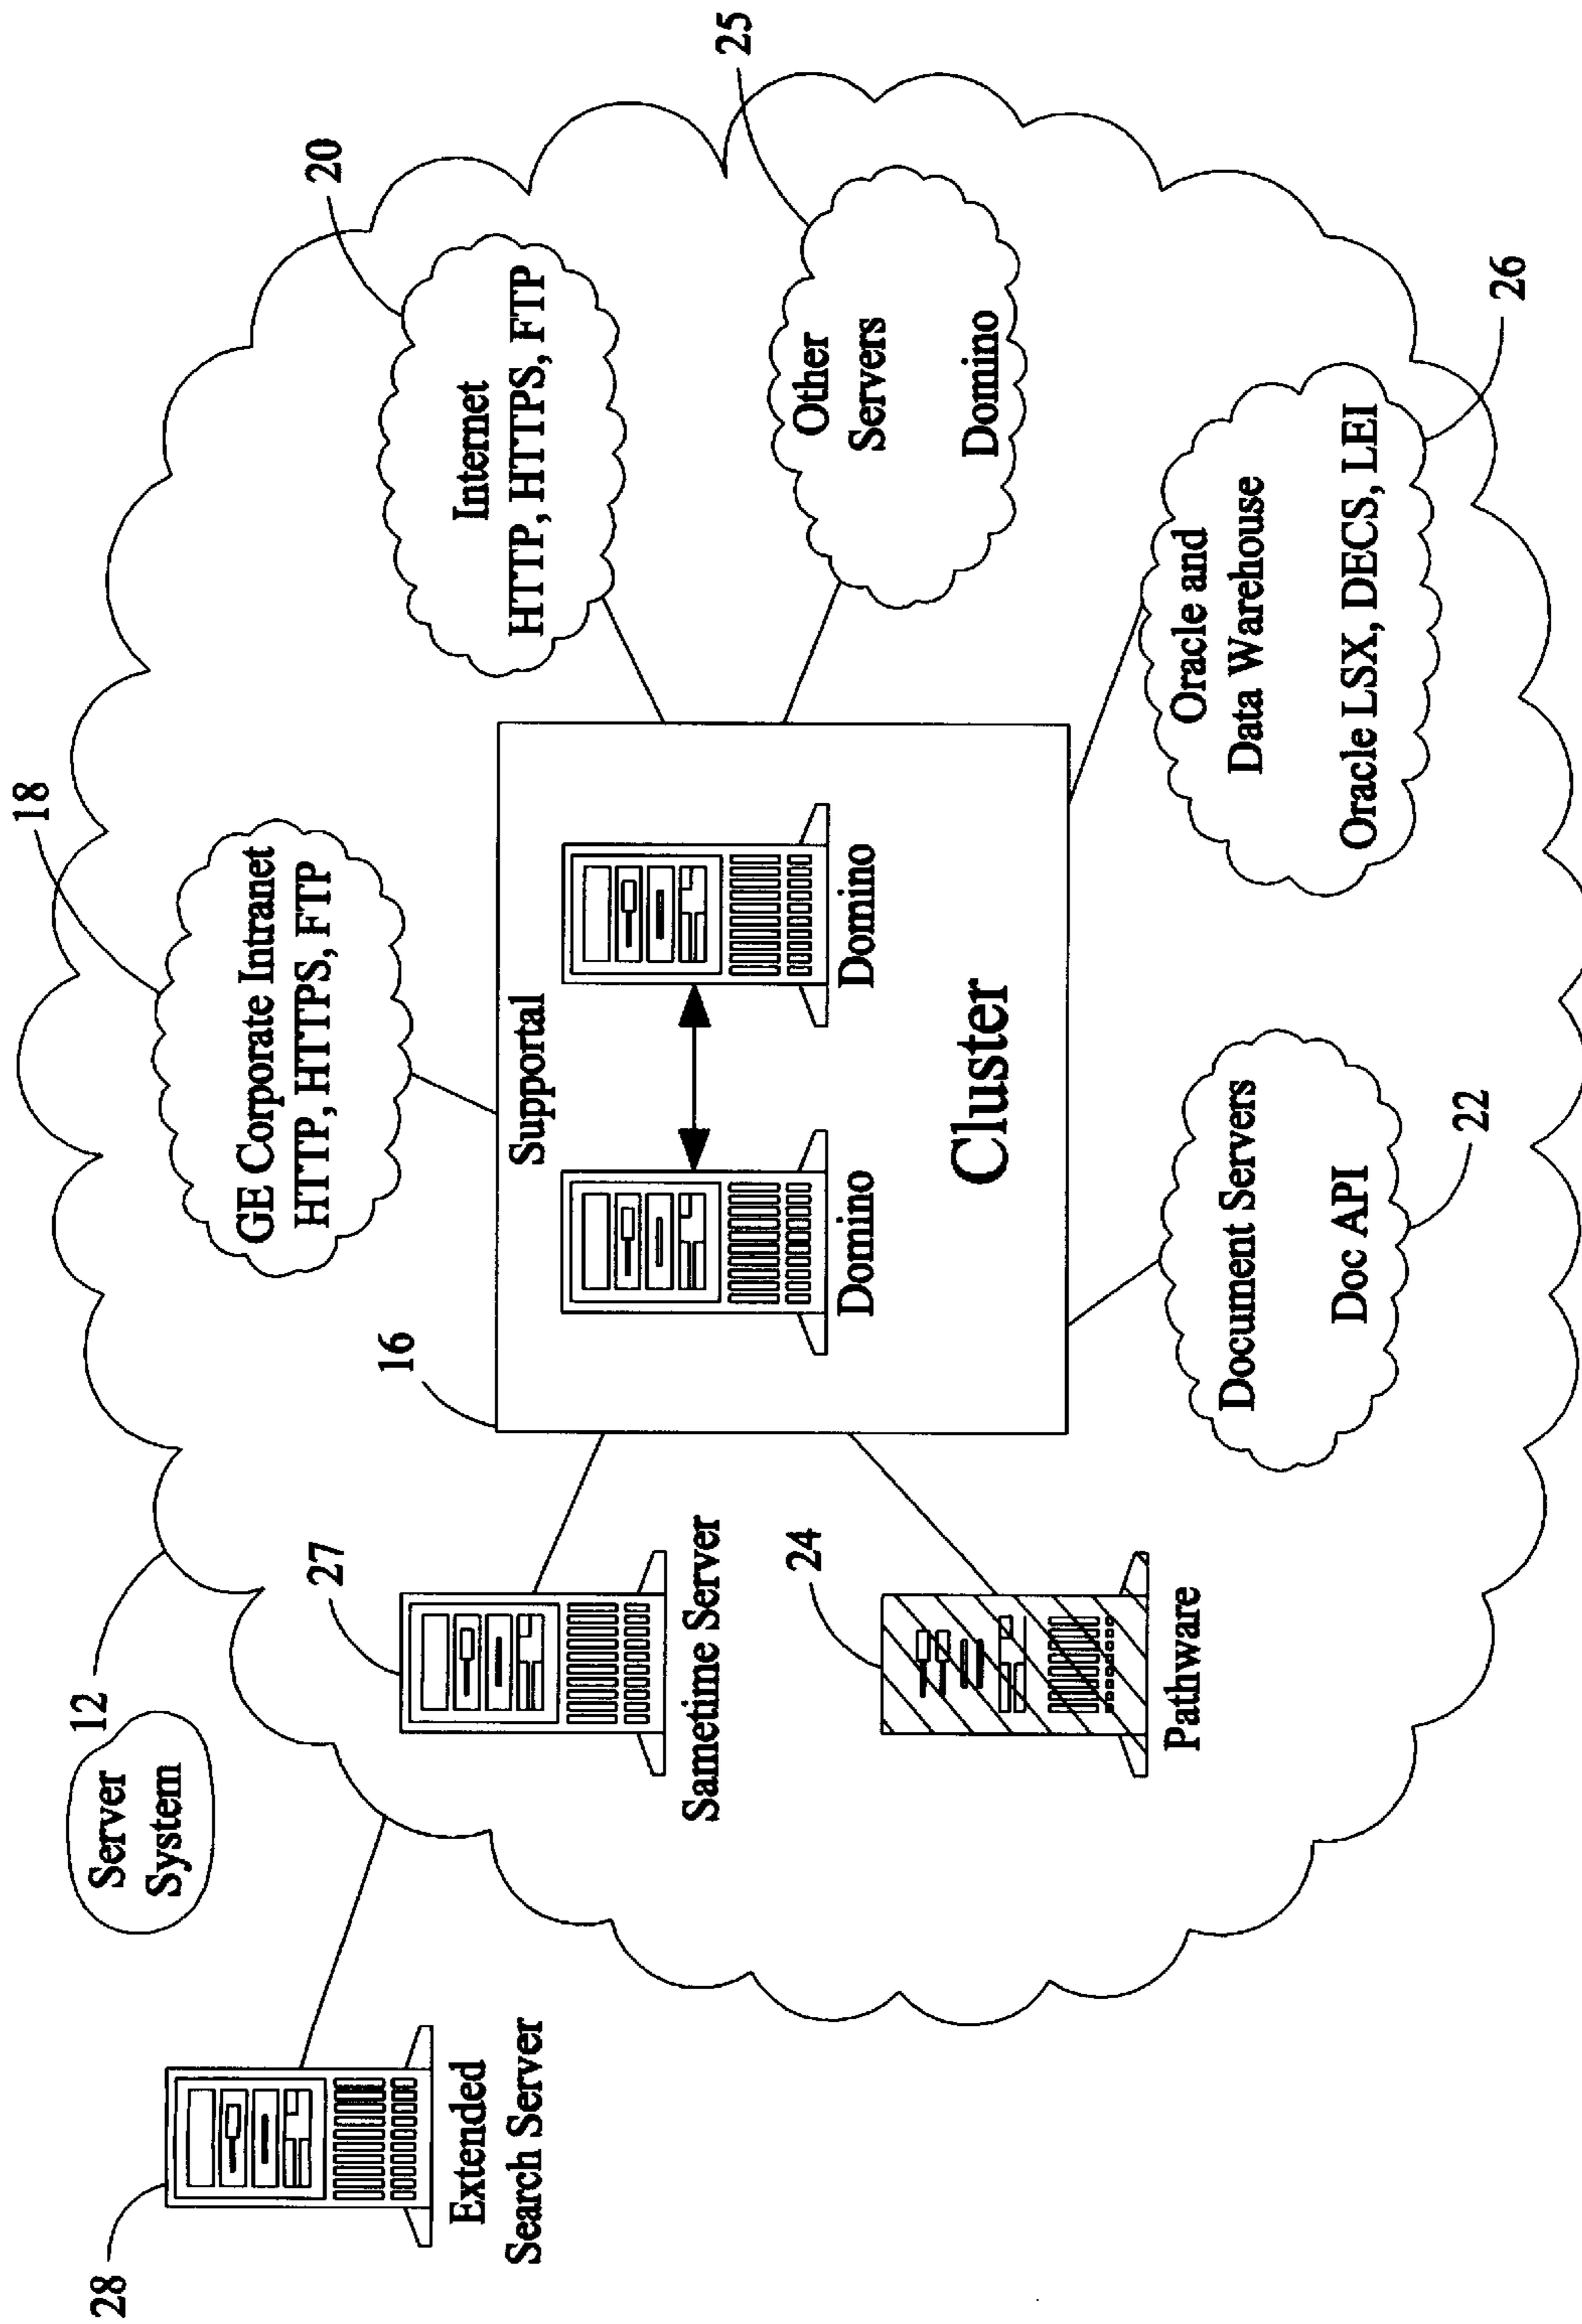 28
Extended
Search Server
Server
System
12
27
Sametime Server
24
Pathware
16
Supportal
Domino
Domino
Cluster
18
GE Corporate Intranet
HTTP, HTTPS, FTP
20
Internet
HTTP, HTTPS, FTP
25
Other
Servers
Domino
26
Oracle and
Data Warehouse
Oracle LSX, DECS, LEI
22
Document Servers
Doc API